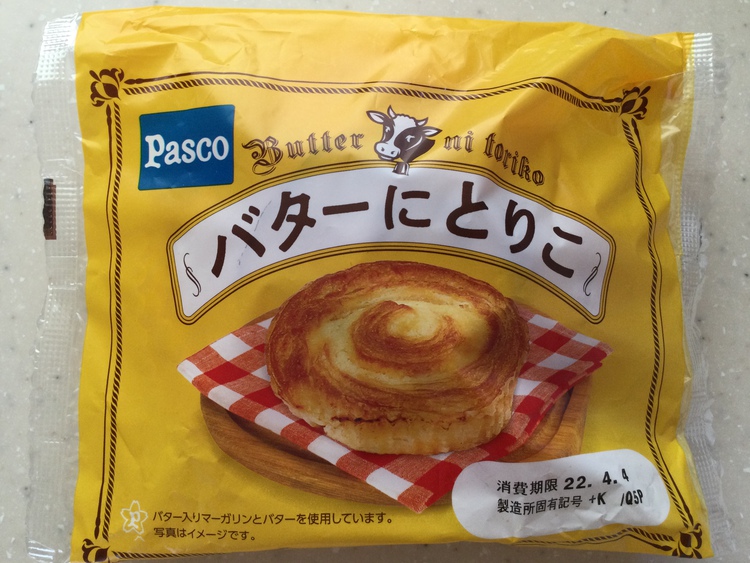 Pasco
Butter ni toriko
バターにとりこ
消費期限 22. 4. 4
製造所固有記号 +K /Q5P
バター入りマーガリンとバターを使用しています。
写真はイメージです。